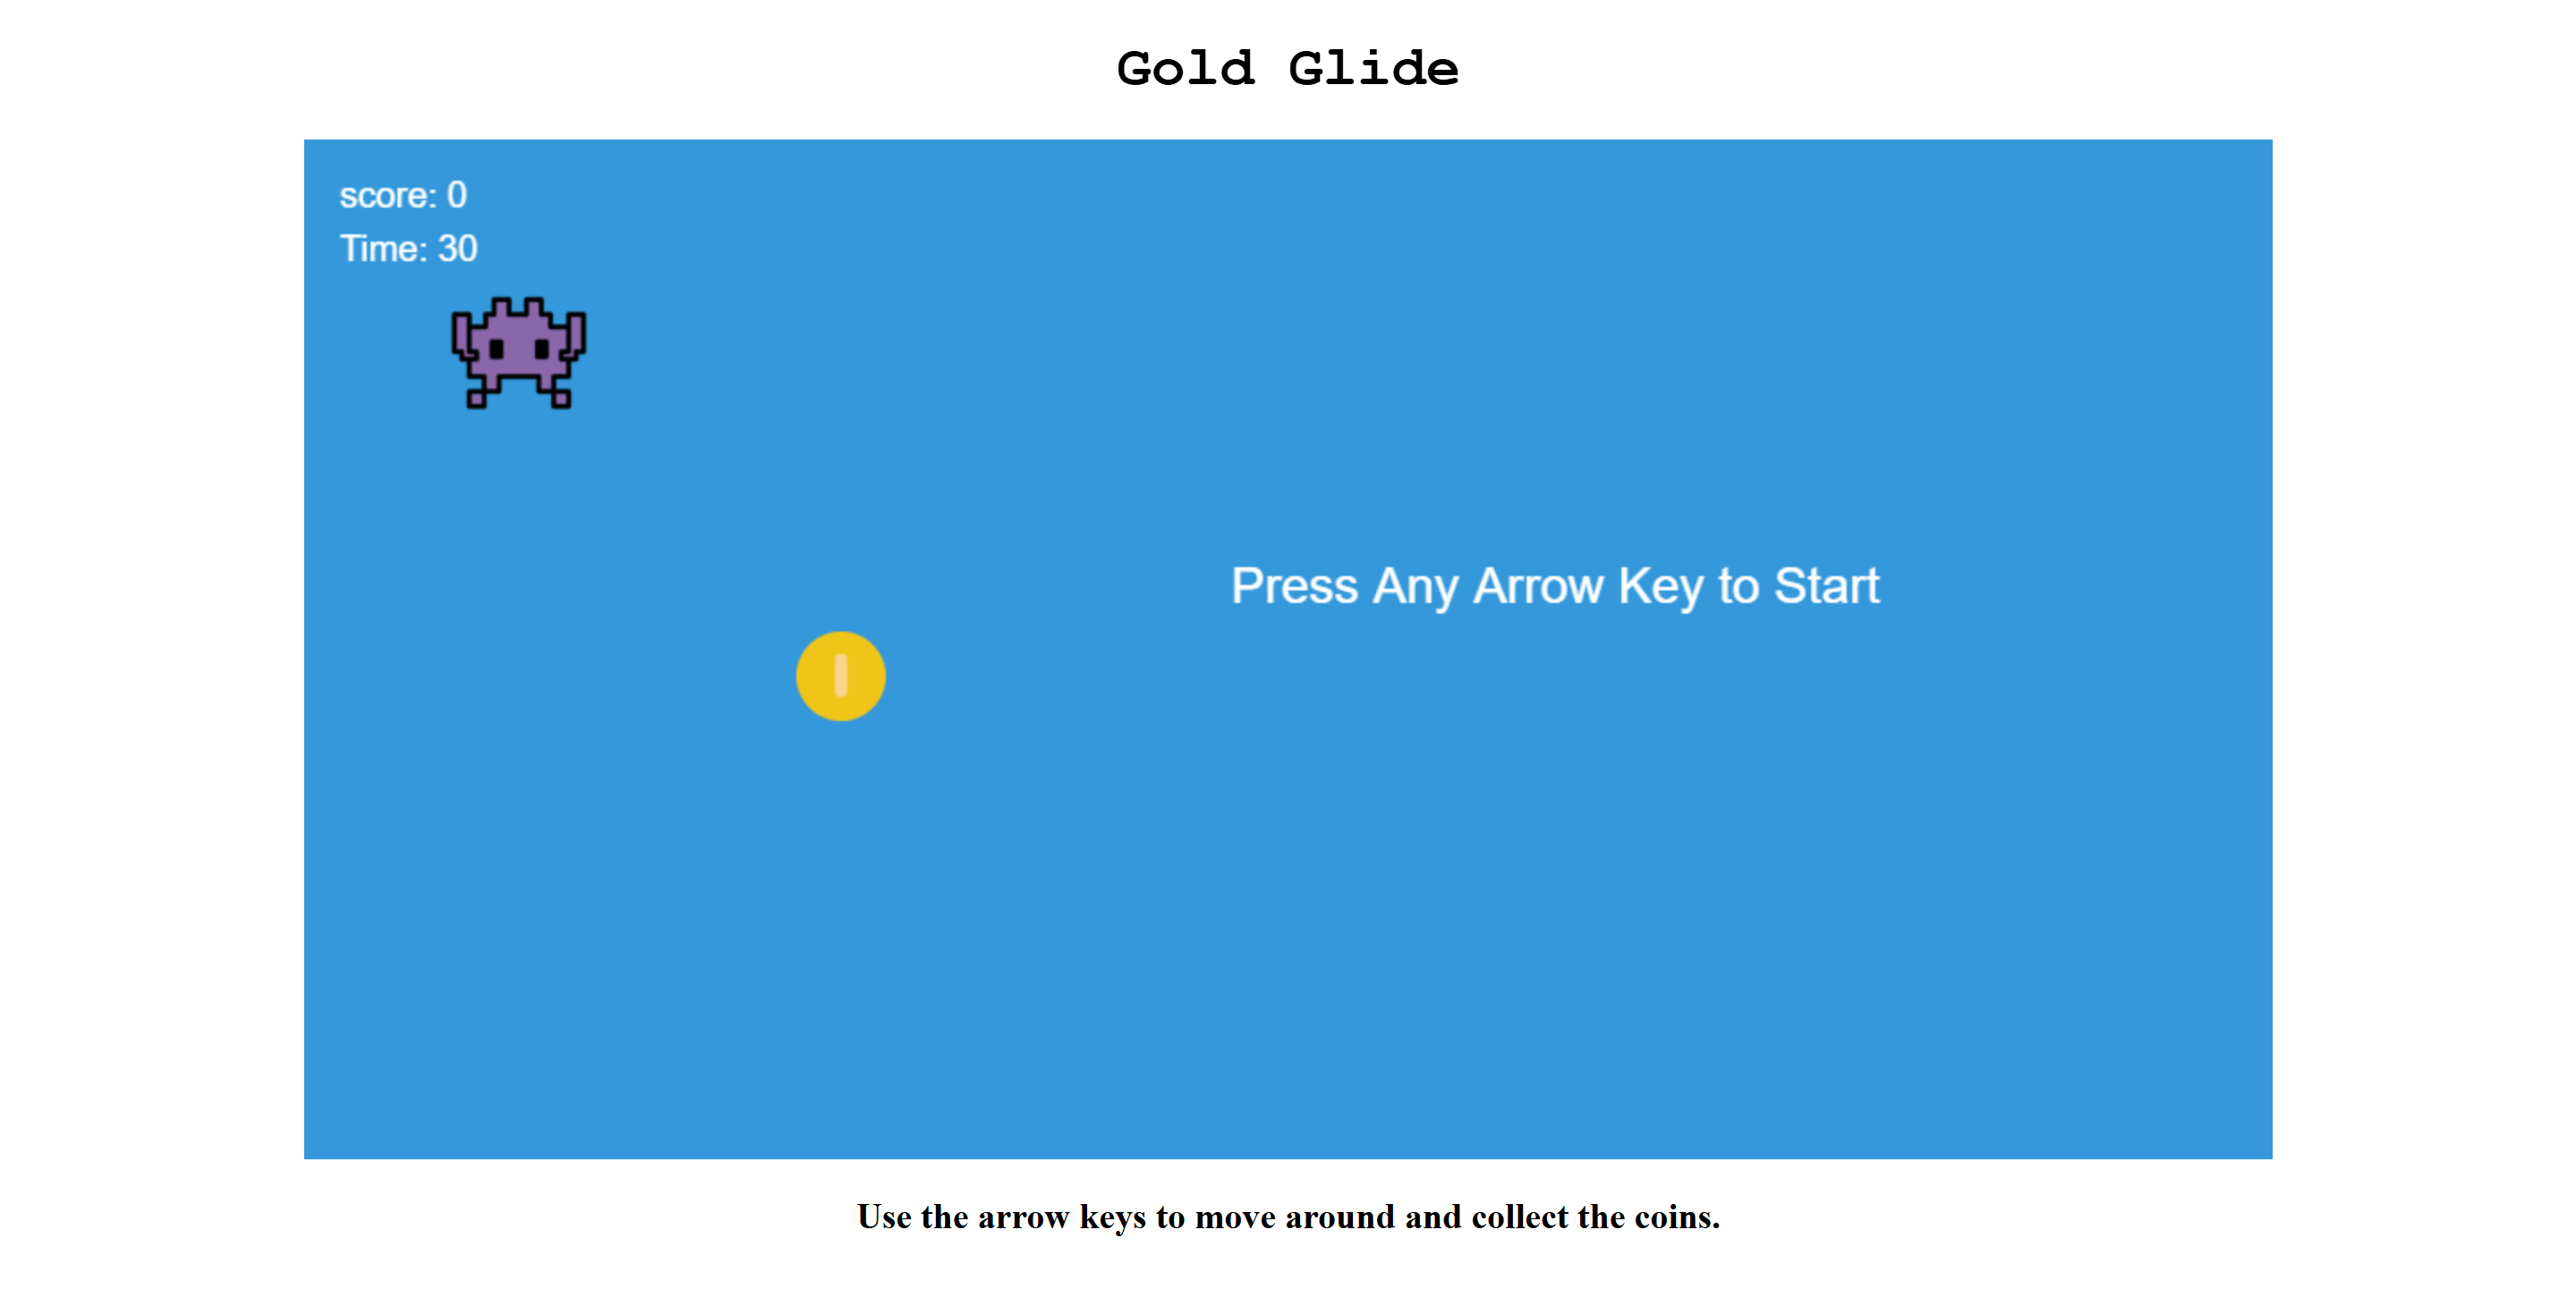 Gold Glide
score: 0
Time: 30
Press Any Arrow Key to Start
Use the arrow keys to move around and collect the coins.